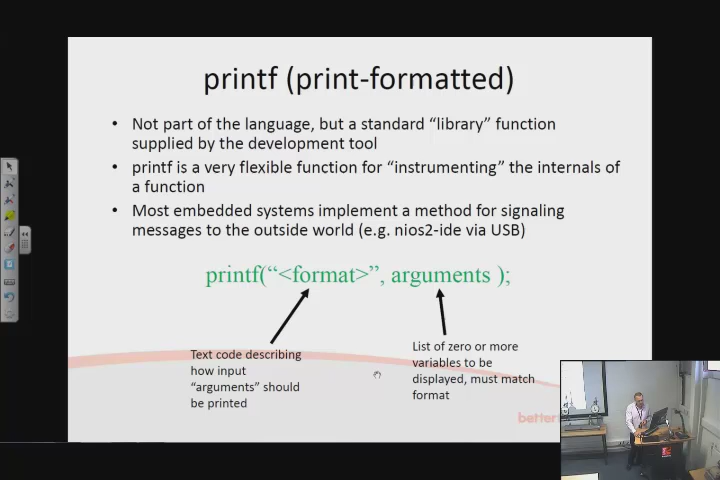 printf (print-formatted)
• Not part of the language, but a standard “library” function
supplied by the development tool
• printf is a very flexible function for “instrumenting” the internals of
a function
• Most embedded systems implement a method for signaling
messages to the outside world (e.g. nios2-ide via USB)
printf(“<format>”, arguments );
Text code describing
how input
“arguments” should
be printed
List of zero or more
variables to be
displayed, must match
format
better